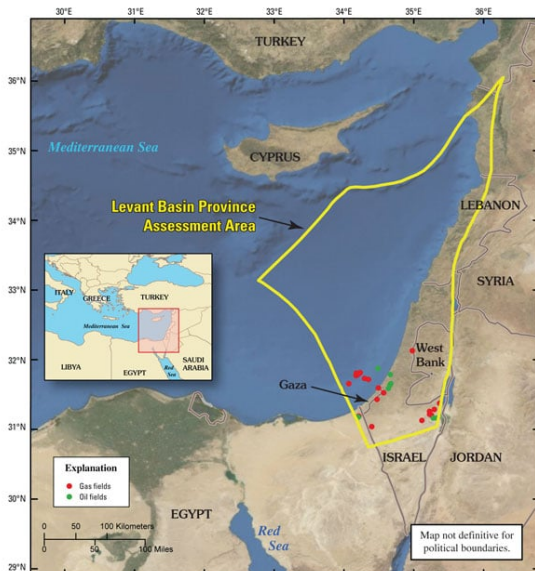 29.5°E 30°E 31°E 32°E 33°E 34°E 35°E 36°E
TURKEY
36°N
Mediterranean Sea
35°N
CYPRUS
Levant Basin Province
Assessment Area
LEBANON
34°N
SYRIA
33°N
ITALY
GREECE
TURKEY
Mediterranean Sea
LIBYA
EGYPT
Red
Sea
SAUDI
ARABIA
32°N
West
Bank
Gaza
31°N
ISRAEL
JORDAN
Explanation
Gas fields
Oil fields
30°N
0 50 100 Kilometers
0 50 100 Miles
EGYPT
Red
Sea
Map not definitive for
political boundaries.
29°N